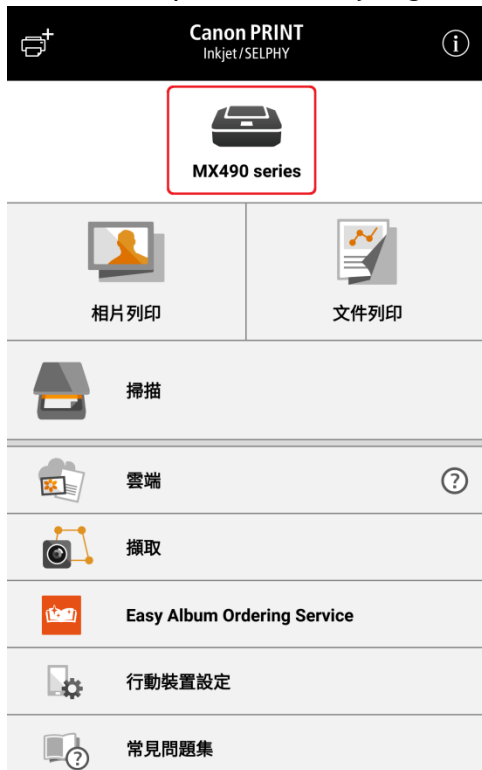 Canon PRINT
Inkjet/SELPHY
MX490 series
相片列印
文件列印
掃描
雲端
擷取
Easy Album Ordering Service
行動裝置設定
常見問題集